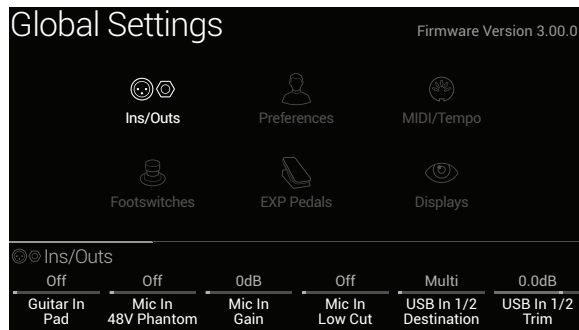 Global Settings
Firmware Version 3.00.0
Ins/Outs
Preferences
MIDI/Tempo
Footswitches
EXP Pedals
Displays
Ins/Outs
Off
Off
0dB
Off
Multi
0.0dB
Guitar In
Pad
Mic In
48V Phantom
Mic In
Gain
Mic In
Low Cut
USB In 1/2
Destination
USB In 1/2
Trim